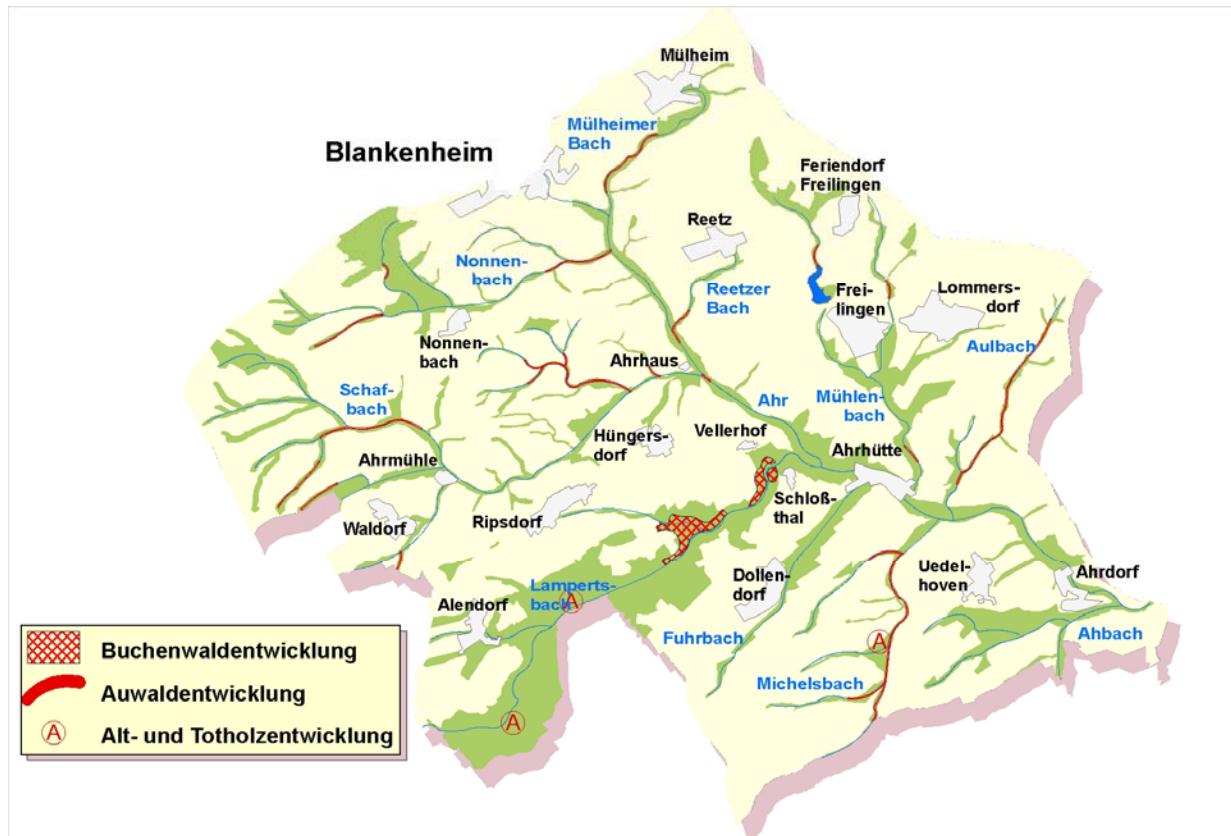 Mülheim
Mülheimer
Bach
Blankenheim
Feriendorf
Freilingen
Reetz
Nonnen-
bach
Reetzer
Bach
Frei-
lingen
Lommers-
dorf
Nonnen-
bach
Ahrhaus
Aulbach
Schaf-
bach
Ahr
Mühlen-
bach
Hüngers-
dorf
Vellerhof
Ahrhütte
Ahrmühle
Schloß-
thal
Waldorf
Ripsdorf
Dollen-
dorf
Uedel-
hoven
Ahrdorf
Lamperts-
bach
A
Alendorf
Fuhrbach
A
Ahbach
Michelsbach
A
Buchenwaldentwicklung
Auwaldentwicklung
A Alt- und Totholzentwicklung